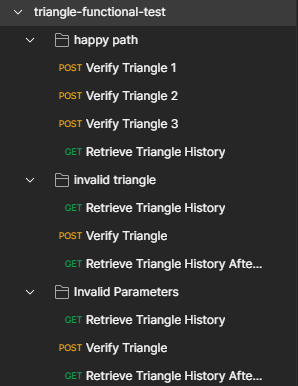 triangle-functional-test
happy path
POST Verify Triangle 1
POST Verify Triangle 2
POST Verify Triangle 3
GET Retrieve Triangle History
invalid triangle
GET Retrieve Triangle History
POST Verify Triangle
GET Retrieve Triangle History Afte...
Invalid Parameters
GET Retrieve Triangle History
POST Verify Triangle
GET Retrieve Triangle History Afte...